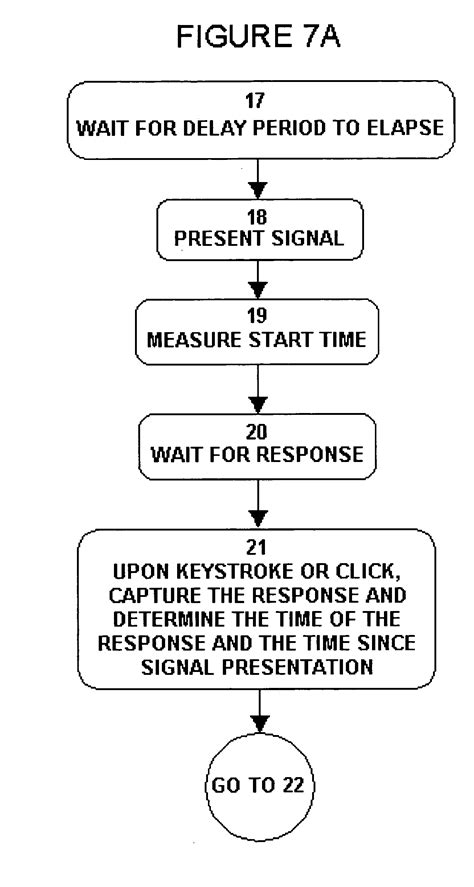 FIGURE 7A
17
WAIT FOR DELAY PERIOD TO ELAPSE
18
PRESENT SIGNAL
19
MEASURE START TIME
20
WAIT FOR RESPONSE
21
UPON KEYSTROKE OR CLICK,
CAPTURE THE RESPONSE AND
DETERMINE THE TIME OF THE
RESPONSE AND THE TIME SINCE
SIGNAL PRESENTATION
GO TO 22